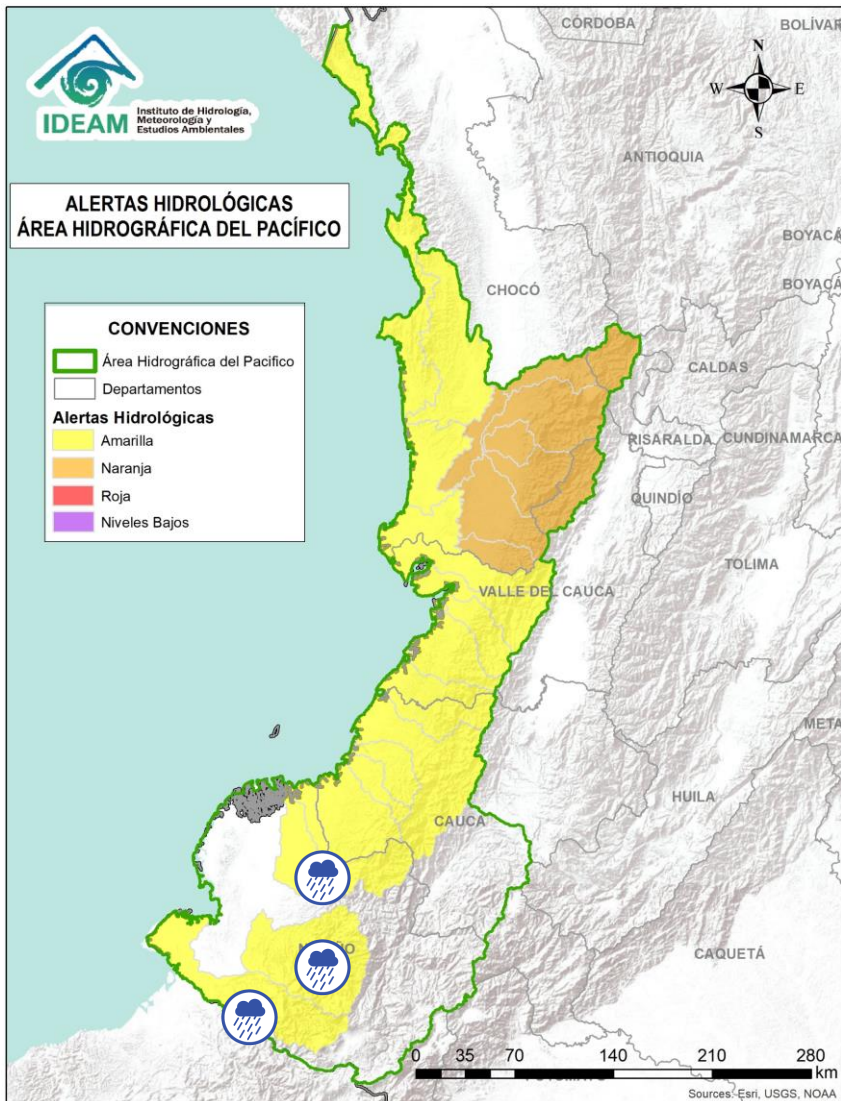 CÓRDOBA
BOLÍVAR
N
W
E
S
IDEAM
Instituto de Hidrología,
Meteorología y
Estudios Ambientales
ANTIOQUIA
ALERTAS HIDROLÓGICAS
ÁREA HIDROGRÁFICA DEL PACÍFICO
BOYACÁ
BOYACÁ
CHOCÓ
CONVENCIONES
Área Hidrográfica del Pacifico
Departamentos
Alertas Hidrológicas
Amarilla
Naranja
Roja
Niveles Bajos
CALDAS
RISARALDA
CUNDINAMARCA
QUINDÍO
TOLIMA
VALLE DEL CAUCA
META
HUILA
CAUCA
CAQUETÁ
0 35 70 140 210 280
km
Sources: Esri, USGS, NOAA